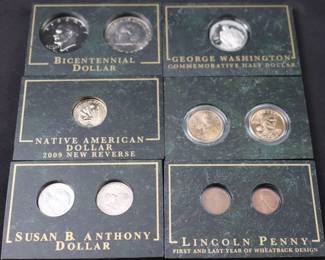 BICENTENNIAL
DOLLAR
GEORGE WASHINGTON
COMMEMORATIVE HALF DOLLAR
NATIVE AMERICAN
DOLLAR
2009 NEW REVERSE
SUSAN B. ANTHONY
DOLLAR
LINCOLN PENNY
FIRST AND LAST YEAR OF WHEATBACK DESIGN